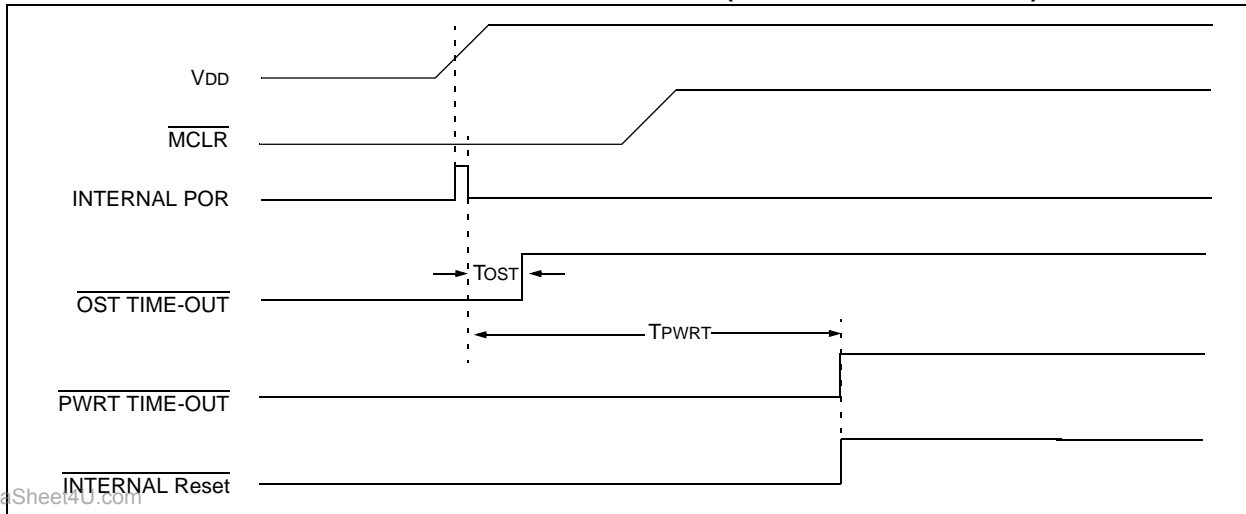 VDD
MCLR
INTERNAL POR
TOST
OST TIME-OUT
TPWRT
PWRT TIME-OUT
INTERNAL Reset
aSheet4U.com